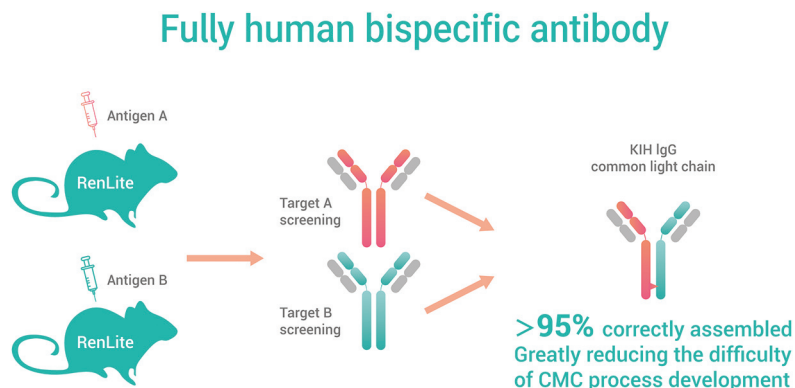 Fully human bispecific antibody
Antigen A
RenLite
Antigen B
RenLite
Target A
screening
Target B
screening
KIH IgG
common light chain
>95% correctly assembled
Greatly reducing the difficulty
of CMC process development